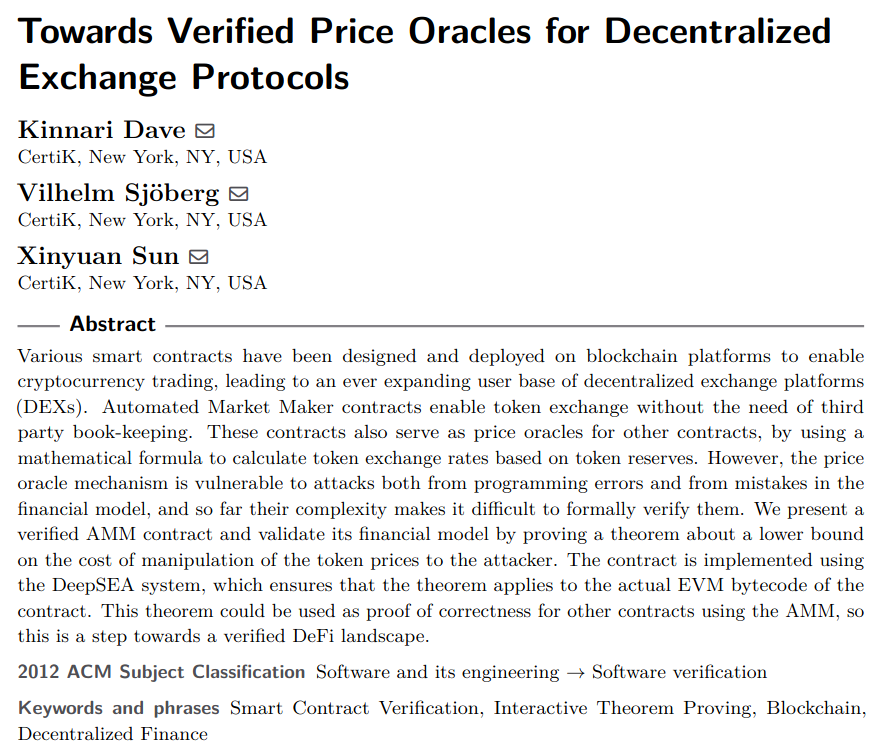 Towards Verified Price Oracles for Decentralized
Exchange Protocols
Kinnari Dave
CertiK, New York, NY, USA
Vilhelm Sjöberg
CertiK, New York, NY, USA
Xinyuan Sun
CertiK, New York, NY, USA
Abstract
Various smart contracts have been designed and deployed on blockchain platforms to enable
cryptocurrency trading, leading to an ever expanding user base of decentralized exchange platforms
(DEXs). Automated Market Maker contracts enable token exchange without the need of third
party book-keeping. These contracts also serve as price oracles for other contracts, by using a
mathematical formula to calculate token exchange rates based on token reserves. However, the price
oracle mechanism is vulnerable to attacks both from programming errors and from mistakes in the
financial model, and so far their complexity makes it difficult to formally verify them. We present a
verified AMM contract and validate its financial model by proving a theorem about a lower bound
on the cost of manipulation of the token prices to the attacker. The contract is implemented using
the DeepSEA system, which ensures that the theorem applies to the actual EVM bytecode of the
contract. This theorem could be used as proof of correctness for other contracts using the AMM, so
this is a step towards a verified DeFi landscape.
2012 ACM Subject Classification Software and its engineering → Software verification
Keywords and phrases Smart Contract Verification, Interactive Theorem Proving, Blockchain,
Decentralized Finance